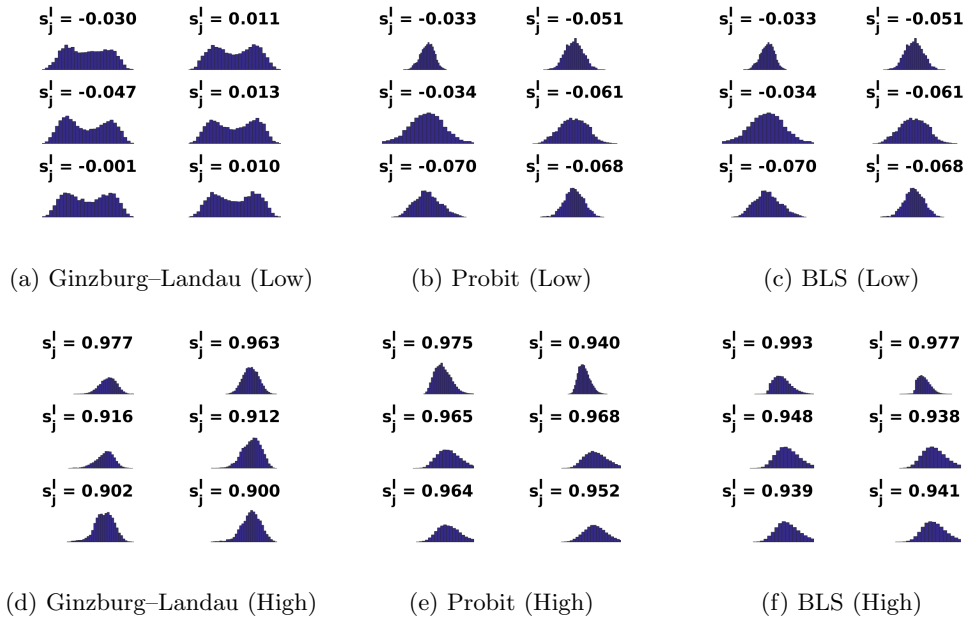 s_j^l = -0.030 s_j^l = 0.011 s_j^l = -0.033 s_j^l = -0.051 s_j^l = -0.033 s_j^l = -0.051
s_j^l = -0.047 s_j^l = 0.013 s_j^l = -0.034 s_j^l = -0.061 s_j^l = -0.034 s_j^l = -0.061
s_j^l = -0.001 s_j^l = 0.010 s_j^l = -0.070 s_j^l = -0.068 s_j^l = -0.070 s_j^l = -0.068
(a) Ginzburg–Landau (Low) (b) Probit (Low) (c) BLS (Low)
s_j^l = 0.977 s_j^l = 0.963 s_j^l = 0.975 s_j^l = 0.940 s_j^l = 0.993 s_j^l = 0.977
s_j^l = 0.916 s_j^l = 0.912 s_j^l = 0.965 s_j^l = 0.968 s_j^l = 0.948 s_j^l = 0.938
s_j^l = 0.902 s_j^l = 0.900 s_j^l = 0.964 s_j^l = 0.952 s_j^l = 0.939 s_j^l = 0.941
(d) Ginzburg–Landau (High) (e) Probit (High) (f) BLS (High)